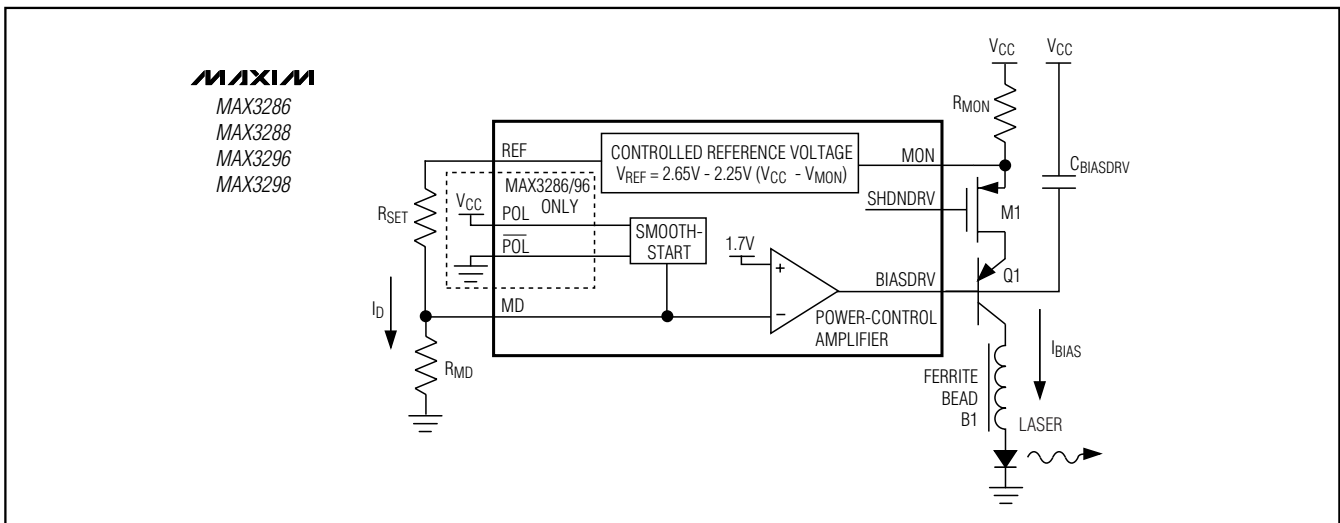 MAXIM
MAX3286
MAX3288
MAX3296
MAX3298
VCC
VCC
RMON
REF
CONTROLLED REFERENCE VOLTAGE
VREF = 2.65V - 2.25V (VCC - VMON)
MON
CBIASDRV
MAX3286/96
ONLY
SHDNDRV
M1
RSET
VCC
POL
POL
SMOOTH-
START
1.7V
+
BIASDRV
Q1
ID
MD
−
POWER-CONTROL
AMPLIFIER
RMD
IBIAS
FERRITE
BEAD
B1
LASER